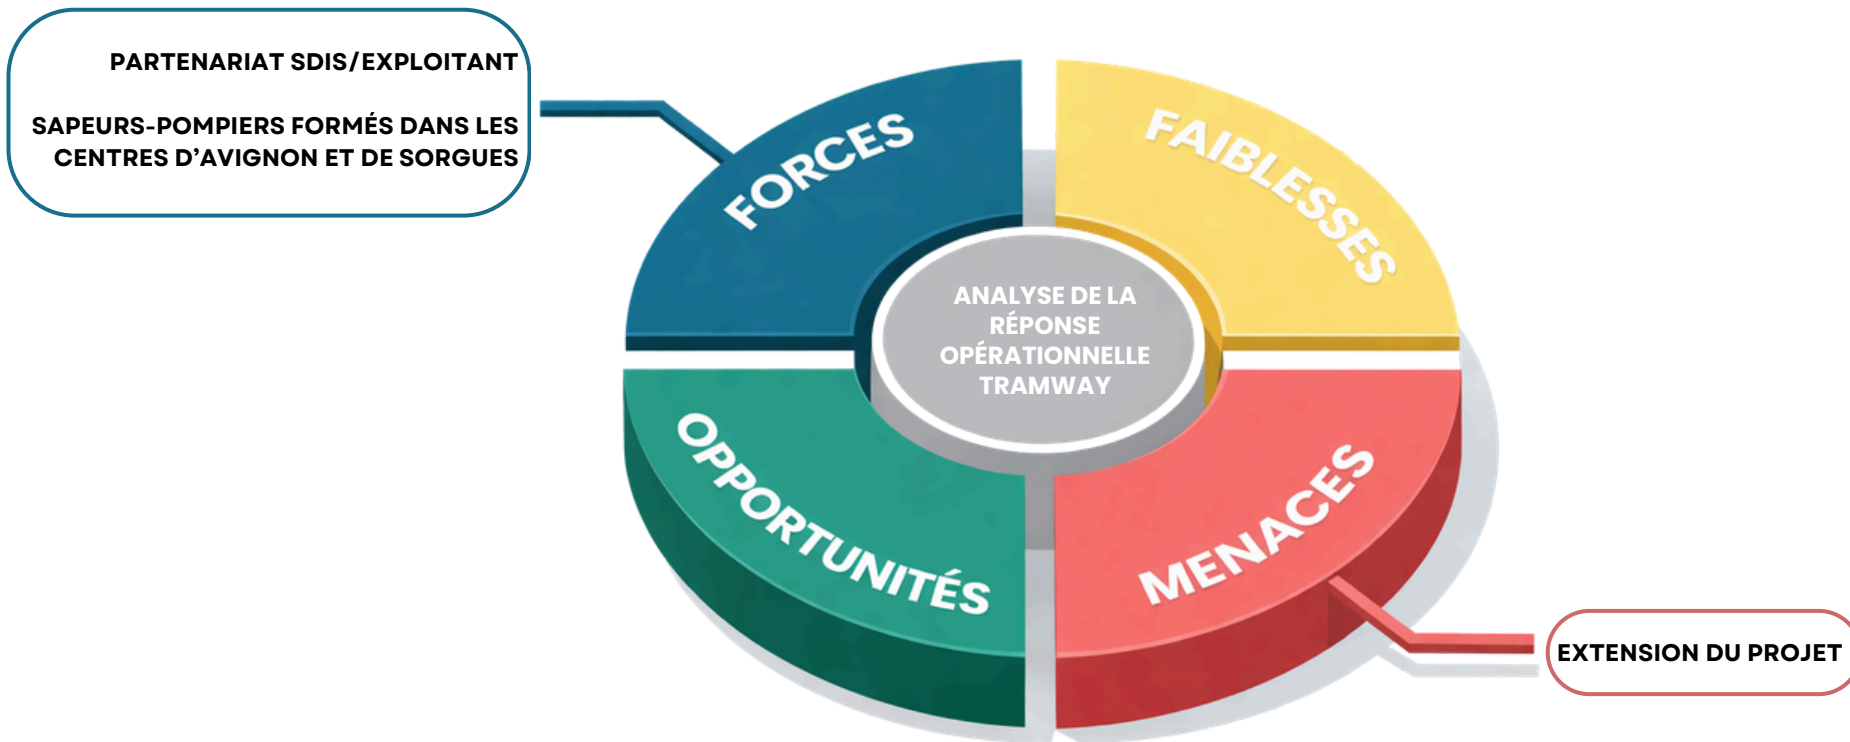 PARTENARIAT SDIS/EXPLOITANT
SAPEURS-POMPIERS FORMÉS DANS LES
CENTRES D’AVIGNON ET DE SORGUES
FORCES
FAIBLESSES
ANALYSE DE LA
RÉPONSE
OPÉRATIONNELLE
TRAMWAY
OPPORTUNITÉS
MENACES
EXTENSION DU PROJET